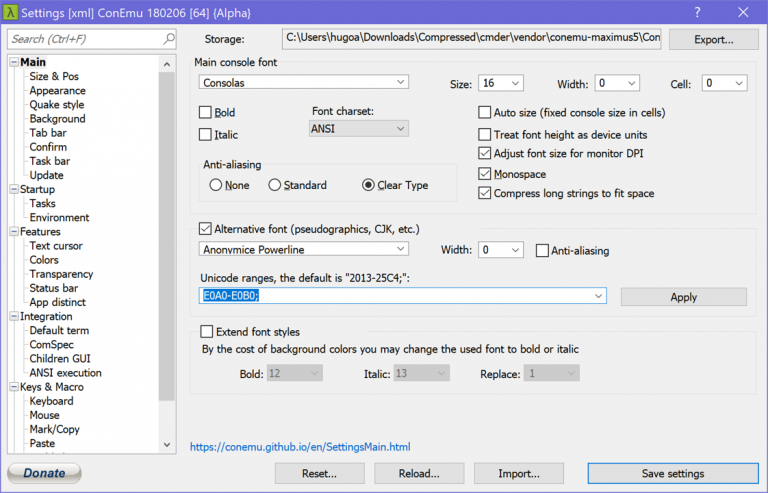 Settings [xml] ConEmu 180206 [64] {Alpha}
Search (Ctrl+F)
Storage:
C:\Users\hugoa\Downloads\Compressed\cmder\vendor\conemu-maximus5\Con
Export...
Main
Size & Pos
Appearance
Quake style
Background
Tab bar
Confirm
Task bar
Update
Startup
Tasks
Environment
Features
Text cursor
Colors
Transparency
Status bar
App distinct
Integration
Default term
ComSpec
Children GUI
ANSI execution
Keys & Macro
Keyboard
Mouse
Mark/Copy
Paste
Main console font
Consolas
Size: 16
Width: 0
Cell: 0
Bold
Italic
Font charset:
ANSI
Auto size (fixed console size in cells)
Treat font height as device units
Adjust font size for monitor DPI
Monospace
Compress long strings to fit space
Anti-aliasing
None
Standard
Clear Type
Alternative font (pseudographics, CJK, etc.)
Anonymice Powerline
Width: 0
Anti-aliasing
Unicode ranges, the default is "2013-25C4;":
E0A0-E0B0;
Apply
Extend font styles
By the cost of background colors you may change the used font to bold or italic
Bold: 12
Italic: 13
Replace: 1
https://conemu.github.io/en/SettingsMain.html
Donate
Reset...
Reload...
Import...
Save settings